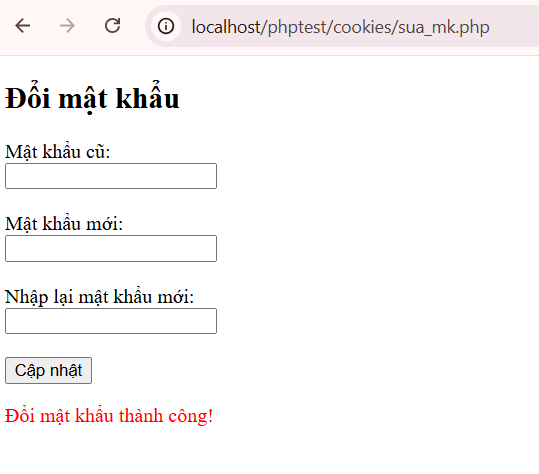 localhost/phptest/cookies/sua_mk.php
Đổi mật khẩu
Mật khẩu cũ:
Mật khẩu mới:
Nhập lại mật khẩu mới:
Cập nhật
Đổi mật khẩu thành công!